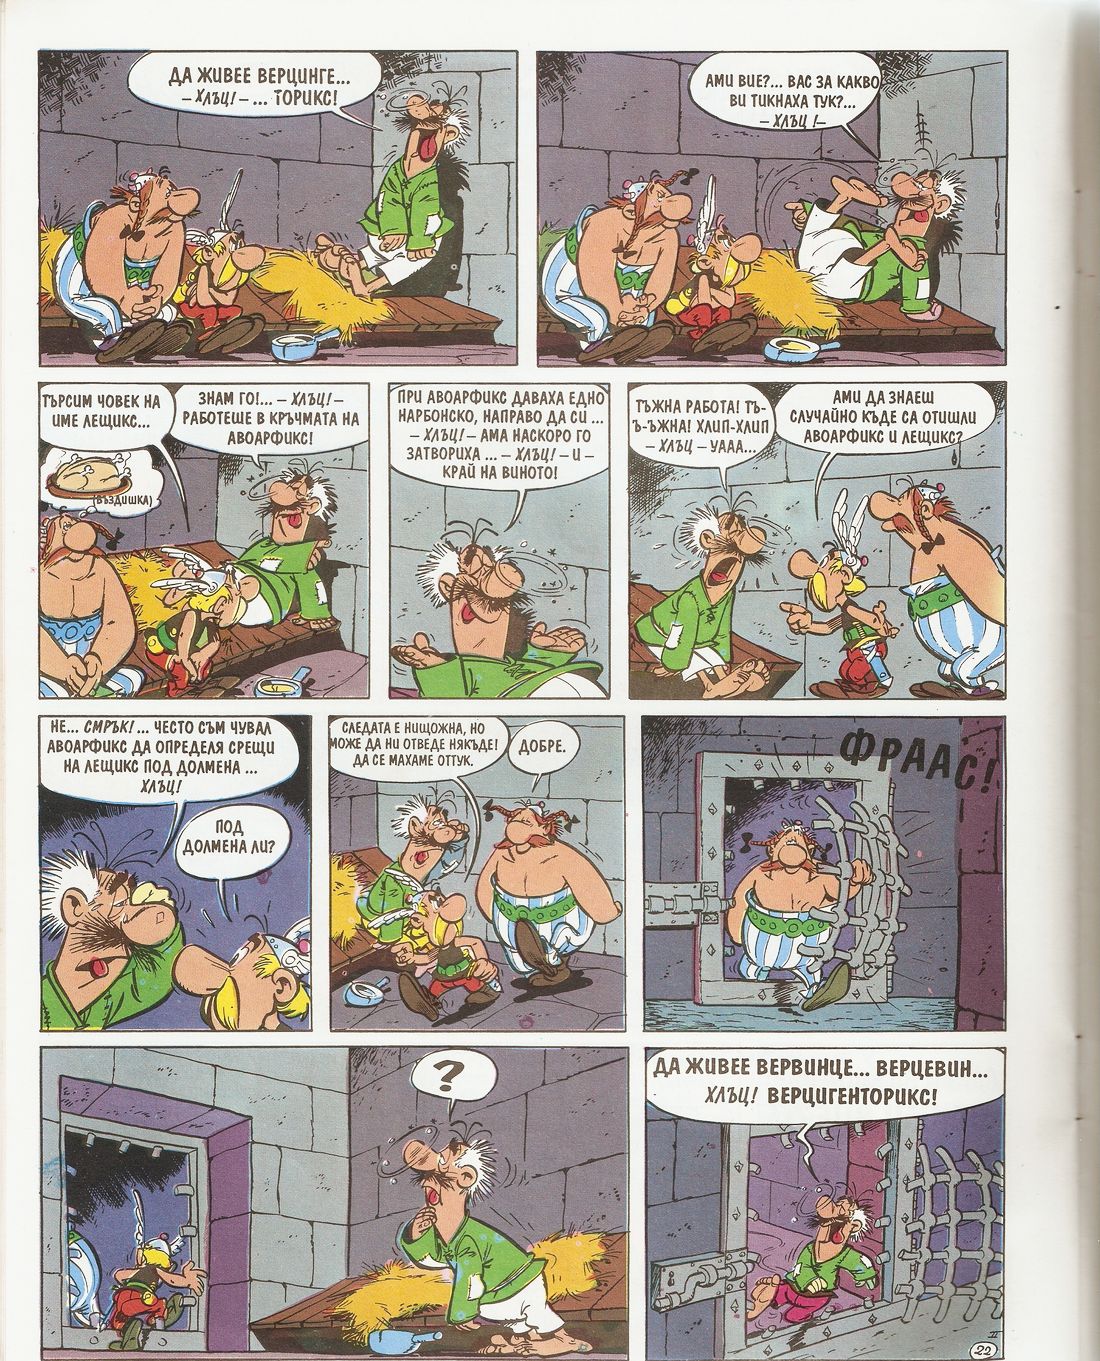 ДА ЖИВЕЕ ВЕРЦИНГЕ...
– ХЛЪЦ! – ... ТОРИКС!
АМИ ВИЕ?... ВАС ЗА КАКВО
ВИ ТИКНАХА ТУК?...
– ХЛЪЦ ! –
ТЪРСИМ ЧОВЕК НА
ИМЕ ЛЕЩИКС...
(ВЪЗДИШКА)
ЗНАМ ГО!... – ХЛЪЦ! –
РАБОТЕШЕ В КРЪЧМАТА НА
АВОАРФИКС!
ПРИ АВОАРФИКС ДАВАХА ЕДНО
НАРБОНСКО, НАПРАВО ДА СИ ...
– ХЛЪЦ! – АМА НАСКОРО ГО
ЗАТВОРИХА ... – ХЛЪЦ! – И –
КРАЙ НА ВИНОТО!
ТЪЖНА РАБОТА! ТЪ-
Ъ-ЪЖНА! ХЛИП-ХЛИП
– ХЛЪЦ – УААА...
АМИ ДА ЗНАЕШ
СЛУЧАЙНО КЪДЕ СА ОТИШЛИ
АВОАРФИКС И ЛЕЩИКС?
НЕ... СМРЪК! ... ЧЕСТО СЪМ ЧУВАЛ
АВОАРФИКС ДА ОПРЕДЕЛЯ СРЕЩИ
НА ЛЕЩИКС ПОД ДОЛМЕНА ...
ХЛЪЦ!
ПОД
ДОЛМЕНА ЛИ?
СЛЕДАТА Е НИЩОЖНА, НО
МОЖЕ ДА НИ ОТВЕДЕ НЯКЪДЕ!
ДА СЕ МАХАМЕ ОТТУК.
ДОБРЕ.
ФРААС!
?
ДА ЖИВЕЕ ВЕРВИНЦЕ... ВЕРЦЕВИН...
ХЛЪЦ! ВЕРЦИГЕНТОРИКС!
II
22